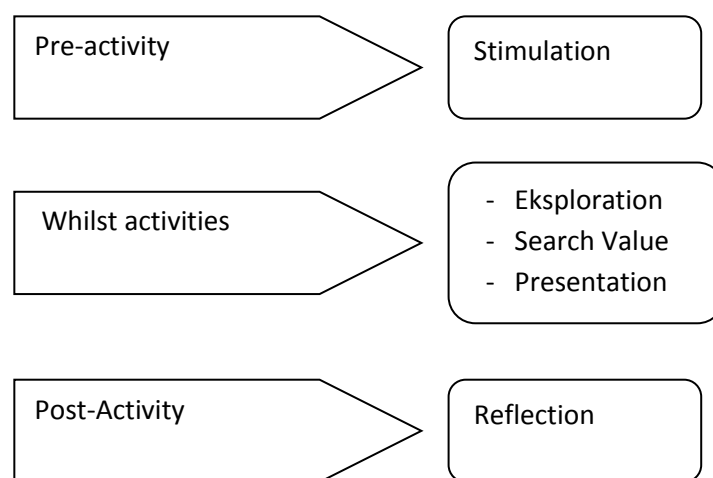 Pre-activity
Stimulation
Whilst activities
- Eksploration
- Search Value
- Presentation
Post-Activity
Reflection